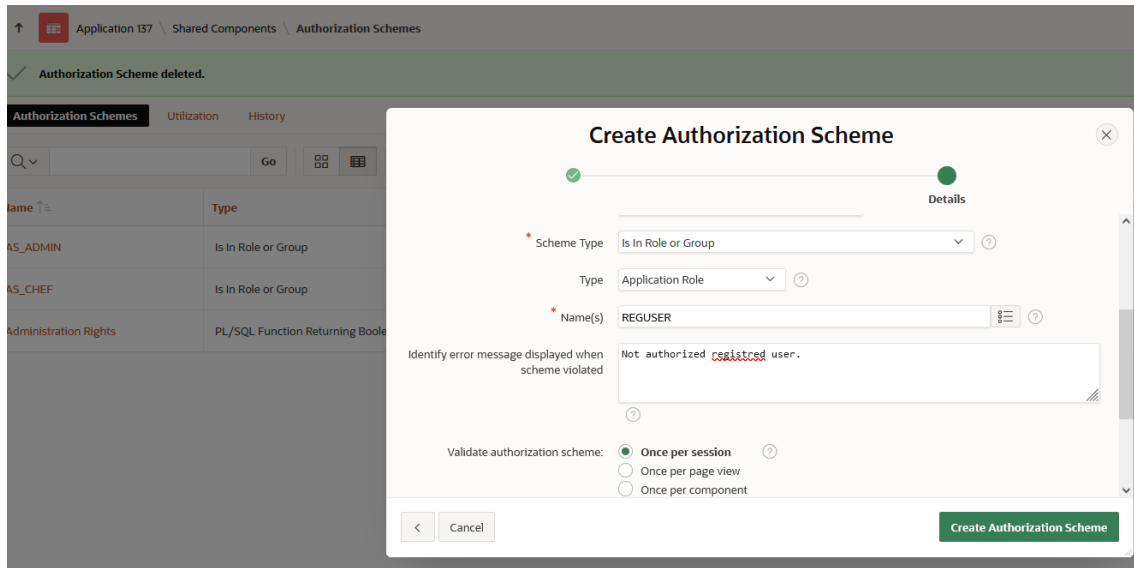 Application 137 \ Shared Components \ Authorization Schemes
Authorization Scheme deleted.
Authorization Schemes Utilization History
Go
Name Type
AS_ADMIN Is In Role or Group
AS_CHEF Is In Role or Group
Administration Rights PL/SQL Function Returning Boole
Create Authorization Scheme
Details
* Scheme Type Is In Role or Group
Type Application Role
* Name(s) REGUSER
Identify error message displayed when
scheme violated
Not authorized registred user.
Validate authorization scheme: Once per session
Once per page view
Once per component
Cancel Create Authorization Scheme